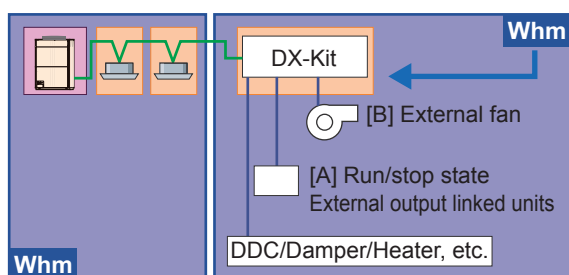 Whm
DX-Kit
[B] External fan
[A] Run/stop state
External output linked units
DDC/Damper/Heater, etc.
Whm